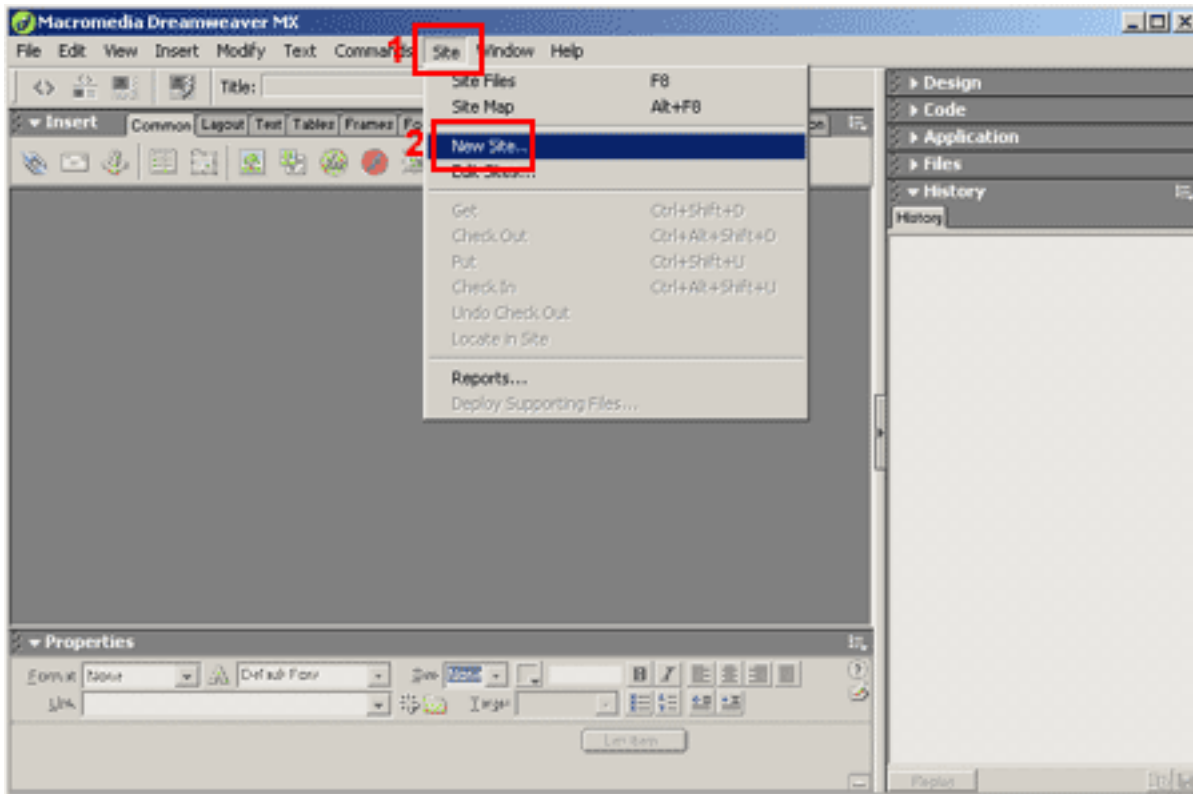 Macromedia Dreamweaver MX
File Edit View Insert Modify Text Commands 1 Site Window Help
Title:
Site Files F8
Site Map Alt+F8
2 New Site...
Edit Sites...
Get Ctrl+Shift+D
Check Out Ctrl+Alt+Shift+D
Put Ctrl+Shift+U
Check In Ctrl+Alt+Shift+U
Undo Check Out
Locate in Site
Reports...
Deploy Supporting Files...
Insert Common Layout Text Tables Frames
Design
Code
Application
Files
History
History
Properties
Format None Default Font Size None B I
Link Target
List Item
Replay